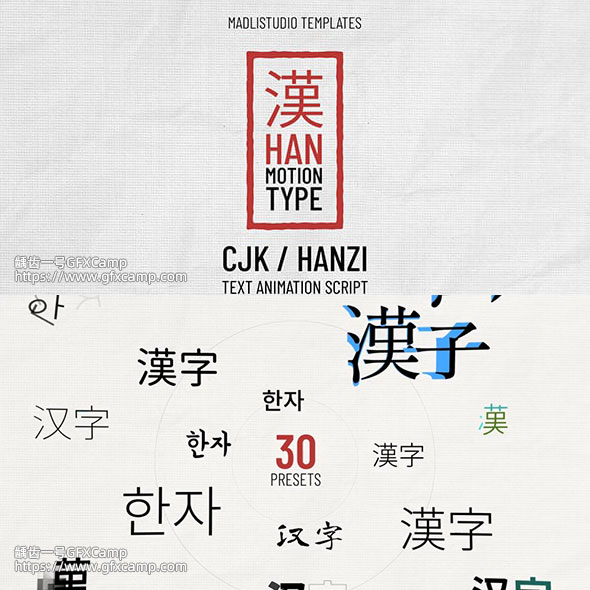 MADLISTUDIO TEMPLATES
漢
HAN
MOTION
TYPE
CJK / HANZI
TEXT ANIMATION SCRIPT
龋齿一号GFXCamp
https://www.gfxcamp.com
漢字
漢字
한자
汉字
漢
한자
30
PRESETS
漢字
한자
漢字
汉字
龋齿一号GFXCamp
https://www.gfxcamp.com
漢